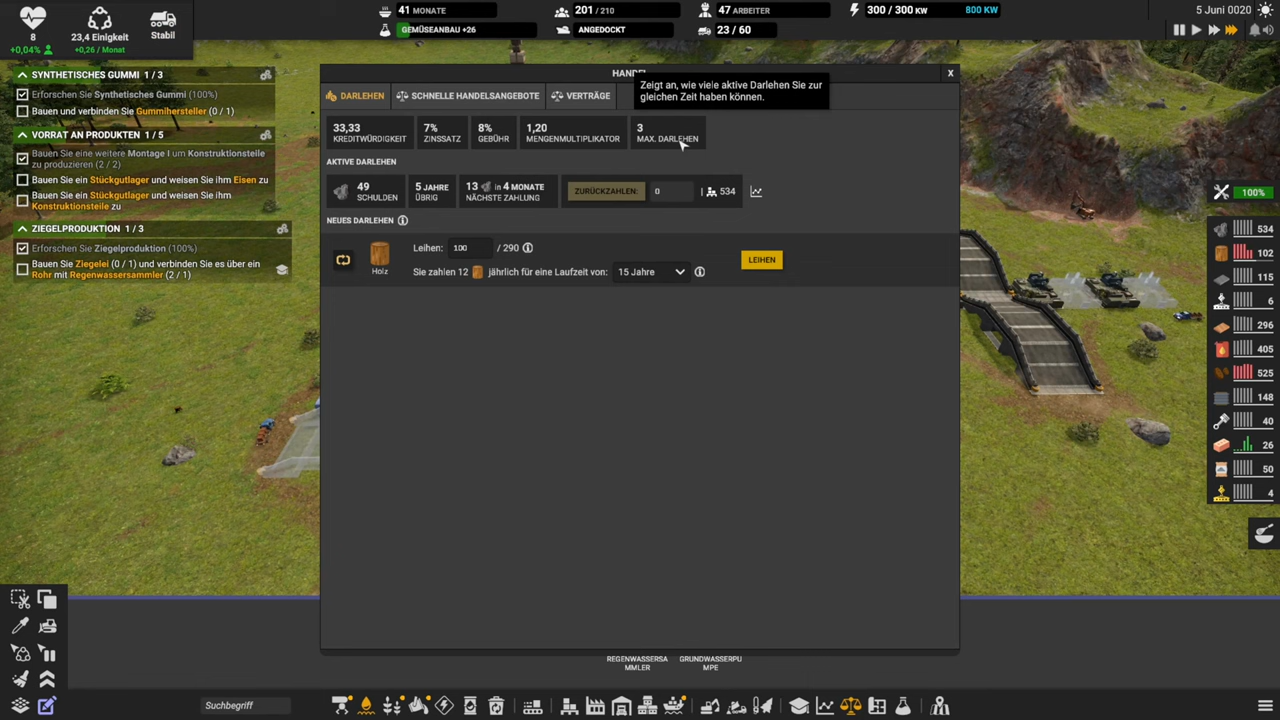 41 MONATE
201 / 210
47 ARBEITER
300 / 300 KW
800 KW
5 Juni 0020
8
23,4 Einigkeit
Stabil
GEMÜSEANBAU +26
ANGEDOCKT
23 / 60
+0,04%
+0,26 / Monat
SYNTHETISCHES GUMMI 1 / 3
Erforschen Sie Synthetisches Gummi (100%)
Bauen und verbinden Sie Gummihersteller (0 / 1)
VORRAT AN PRODUKTEN 1 / 5
Bauen Sie eine weitere Montage I um Konstruktionsteile
zu produzieren (2 / 2)
Bauen Sie ein Stückgutlager und weisen Sie ihm Eisen zu
Bauen Sie ein Stückgutlager und weisen Sie ihm
Konstruktionsteile zu
ZIEGELPRODUKTION 1 / 3
Erforschen Sie Ziegelproduktion (100%)
Bauen Sie Ziegelei (0 / 1) und verbinden Sie es über ein
Rohr mit Regenwassersammler (2 / 1)
HANDEL
X
Zeigt an, wie viele aktive Darlehen Sie zur
gleichen Zeit haben können.
DARLEHEN
SCHNELLE HANDELSANGEBOTE
VERTRÄGE
33,33
KREDITWÜRDIGKEIT
7%
ZINSSATZ
8%
GEBÜHR
1,20
MENGENMULTIPLIKATOR
3
MAX. DARLEHEN
AKTIVE DARLEHEN
49
SCHULDEN
5 JAHRE
ÜBRIG
13 in 4 MONATE
NÄCHSTE ZAHLUNG
ZURÜCKZAHLEN:
0
| 534
NEUES DARLEHEN
Holz
Leihen: 100 / 290
Sie zahlen 12 jährlich für eine Laufzeit von: 15 Jahre
LEIHEN
100%
534
102
115
6
296
405
525
148
40
26
50
4
REGENWASSERSA
MMLER
GRUNDWASSERPU
MPE
Suchbegriff